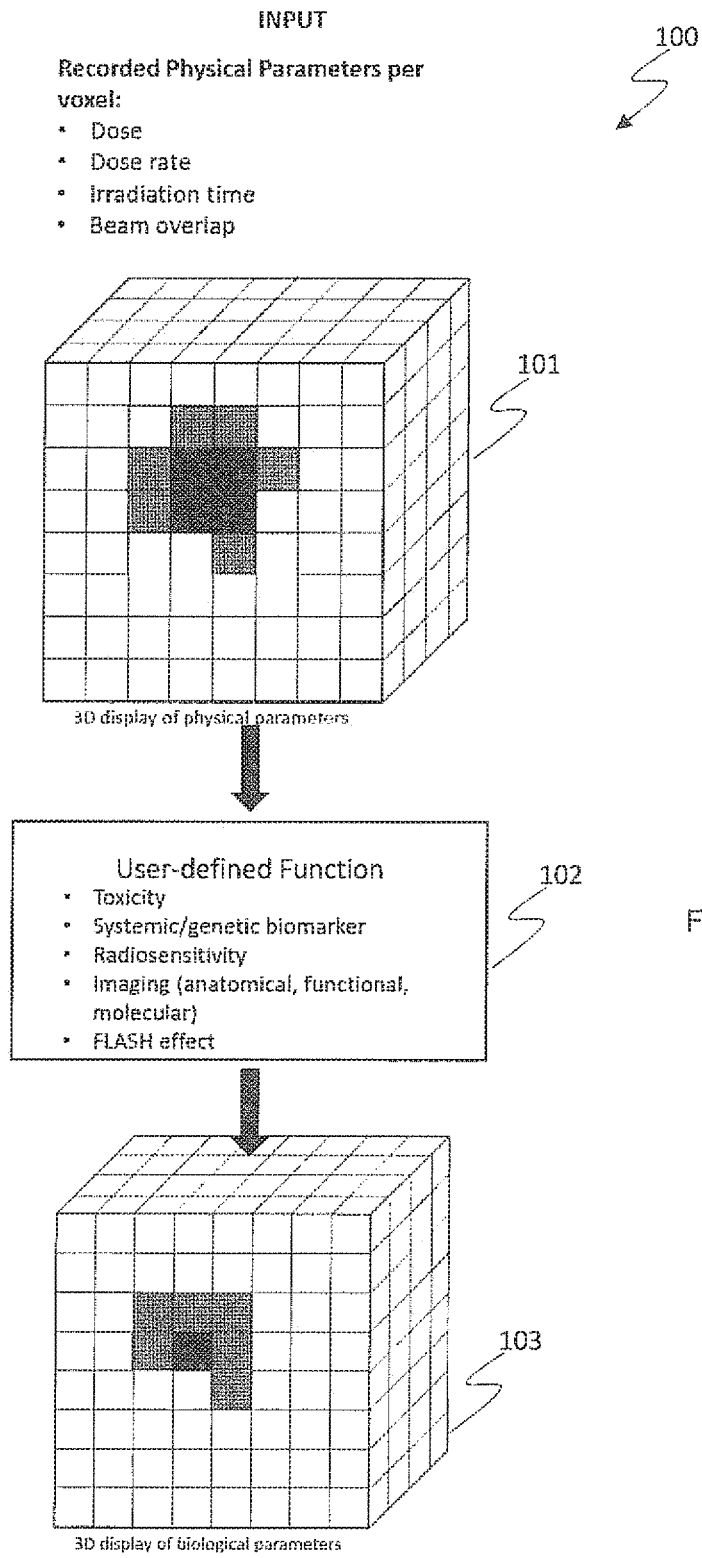 INPUT
100
Recorded Physical Parameters per
voxel:
• Dose
• Dose rate
• Irradiation time
• Beam overlap
101
3D display of physical parameters
User-defined Function
• Toxicity
• Systemic/genetic biomarker
• Radiosensitivity
• Imaging (anatomical, functional,
molecular)
• FLASH effect
102
F
103
3D display of biological parameters